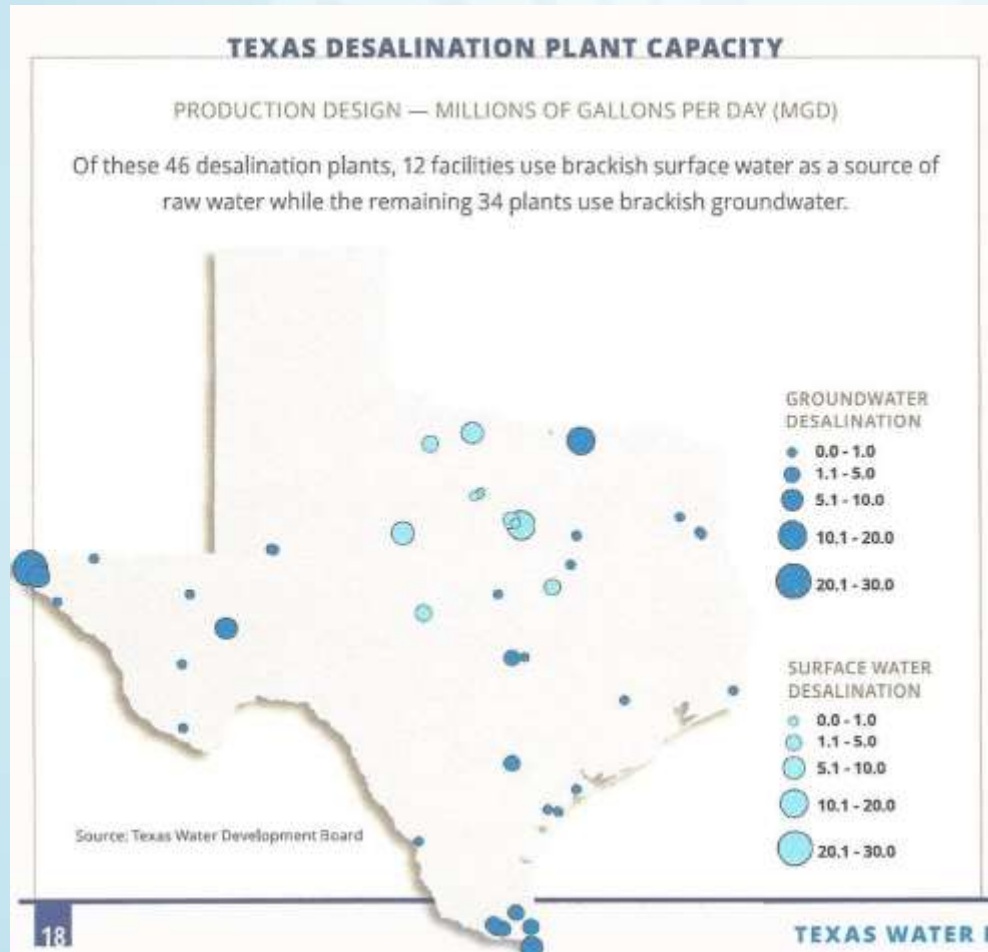 TEXAS DESALINATION PLANT CAPACITY
PRODUCTION DESIGN — MILLIONS OF GALLONS PER DAY (MGD)
Of these 46 desalination plants, 12 facilities use brackish surface water as a source of
raw water while the remaining 34 plants use brackish groundwater.
GROUNDWATER
DESALINATION
0.0 - 1.0
1.1 - 5.0
5.1 - 10.0
10.1 - 20.0
20.1 - 30.0
SURFACE WATER
DESALINATION
0.0 - 1.0
1.1 - 5.0
5.1 - 10.0
10.1 - 20.0
20.1 - 30.0
Source: Texas Water Development Board
18
TEXAS WATER